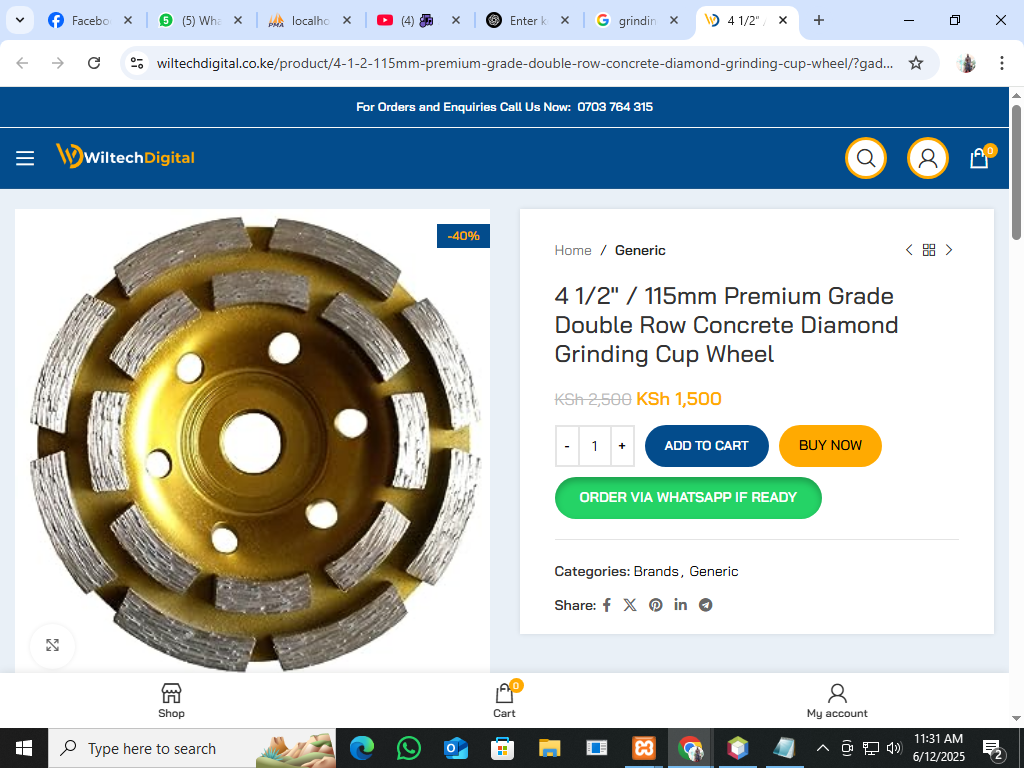 Facebo
(5) Wha
localho
(4)
Enter k
grindin
4 1/2" /
wiltechdigital.co.ke/product/4-1-2-115mm-premium-grade-double-row-concrete-diamond-grinding-cup-wheel/?gad...
For Orders and Enquiries Call Us Now: 0703 764 315
WiltechDigital
0
-40%
Home / Generic
4 1/2" / 115mm Premium Grade
Double Row Concrete Diamond
Grinding Cup Wheel
KSh 2,500 KSh 1,500
- 1 + ADD TO CART BUY NOW
ORDER VIA WHATSAPP IF READY
Categories: Brands, Generic
Share:
0
Shop Cart My account
Type here to search
11:31 AM
6/12/2025
2